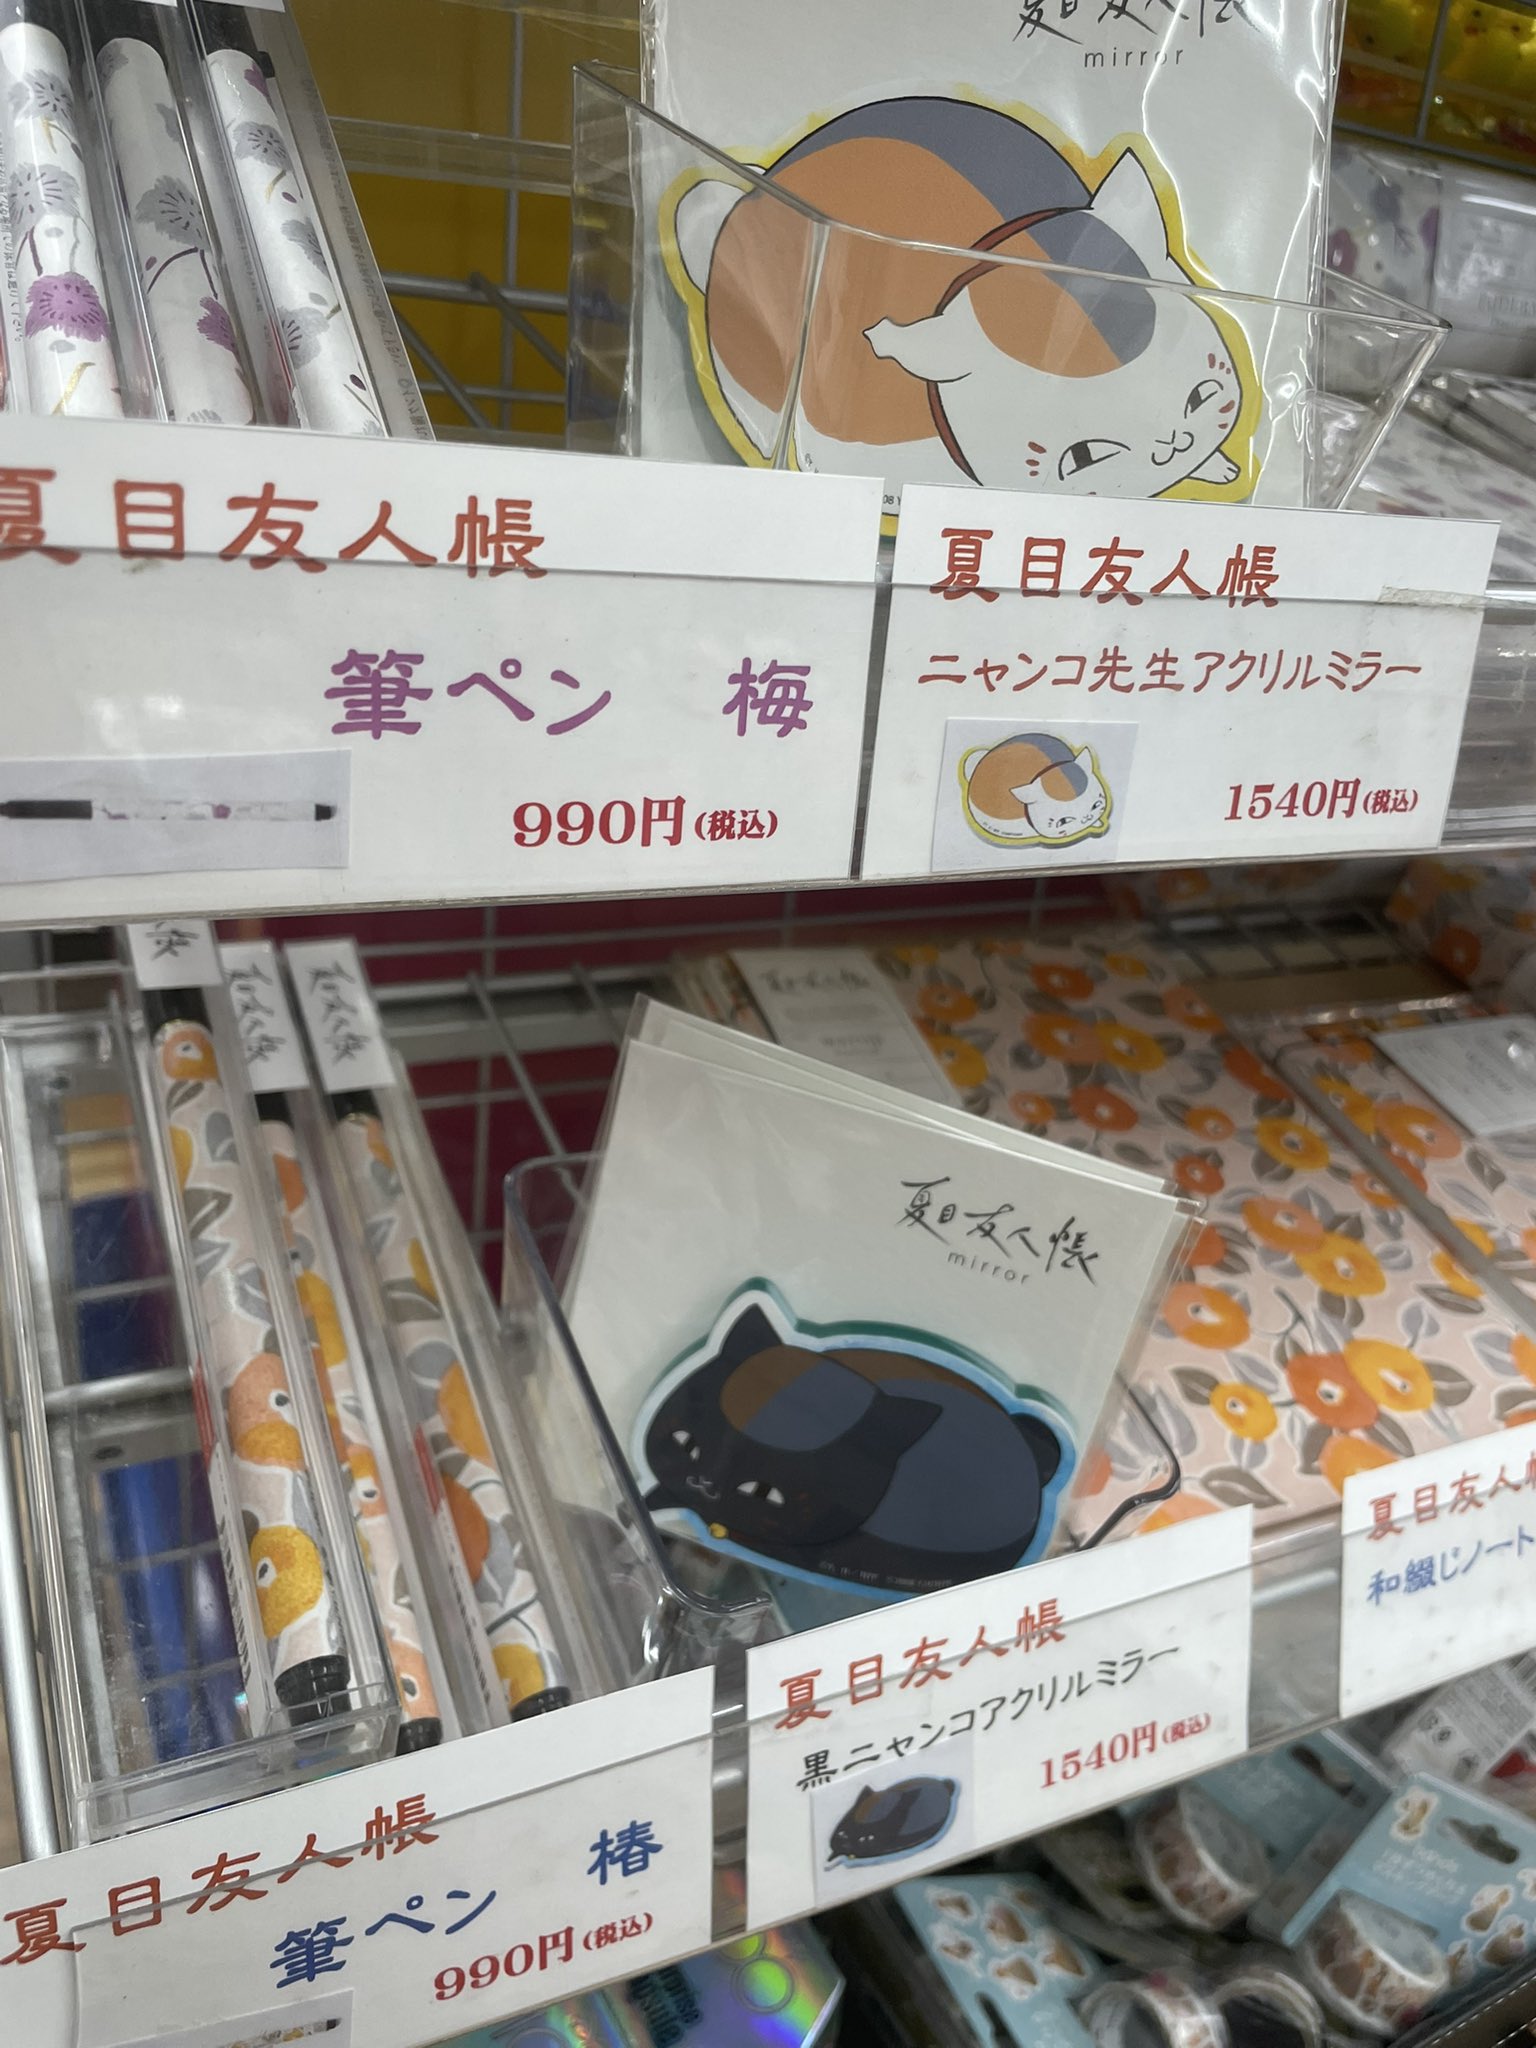 夏目友人帳
mirror
夏目友人帳
筆ペン 梅
990円(税込)
夏目友人帳
ニャンコ先生アクリルミラー
1540円(税込)
夏目友人帳
mirror
夏目友人帳
筆ペン 椿
990円(税込)
夏目友人帳
黒ニャンコアクリルミラー
1540円(税込)
夏目友人帳
和綴じノート